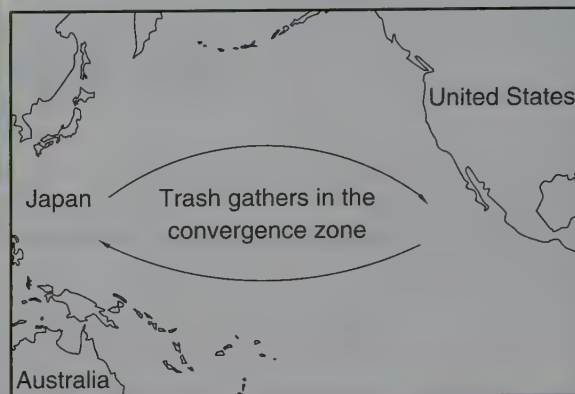 United States
Japan
Trash gathers in the
convergence zone
Australia